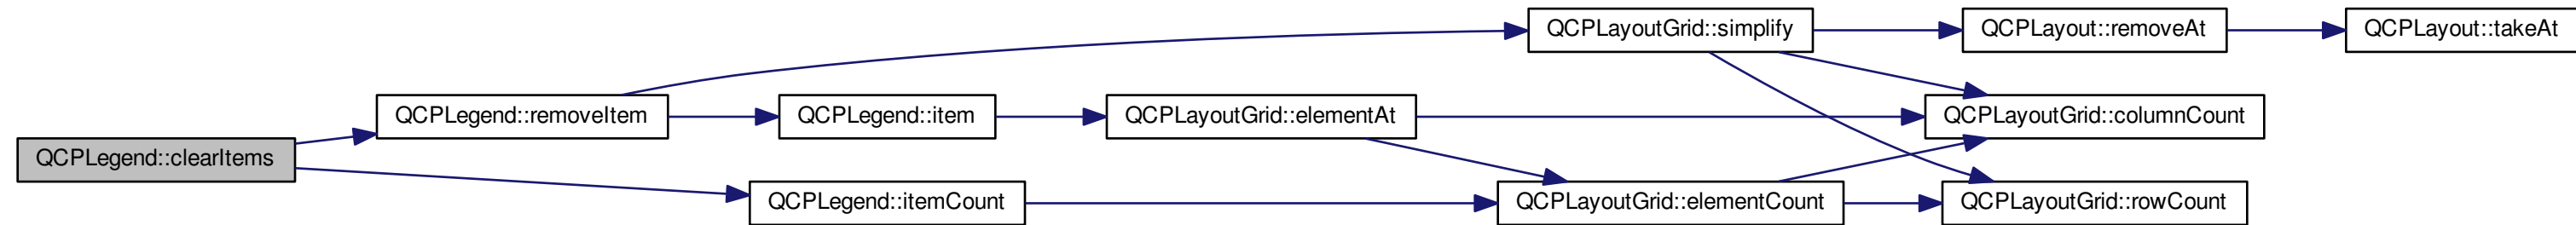 QCPLayoutGrid::simplify
QCPLayout::removeAt
QCPLayout::takeAt
QCPLegend::removeItem
QCPLegend::item
QCPLayoutGrid::elementAt
QCPLayoutGrid::columnCount
QCPLegend::clearItems
QCPLegend::itemCount
QCPLayoutGrid::elementCount
QCPLayoutGrid::rowCount